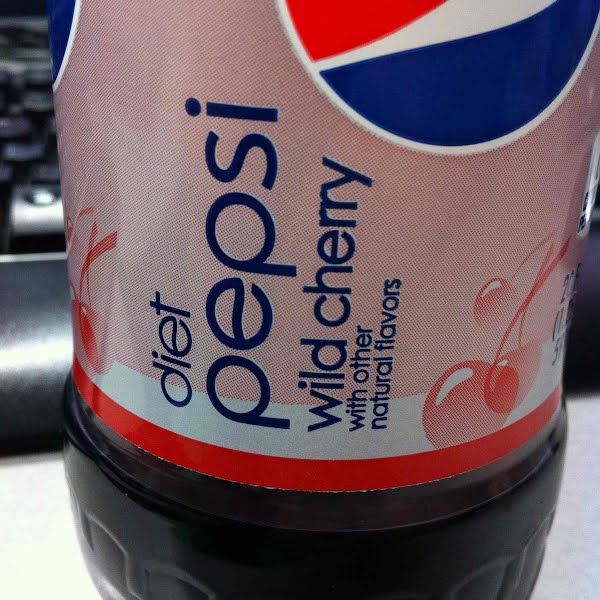 diet
pepsi
wild cherry
with other
natural flavors